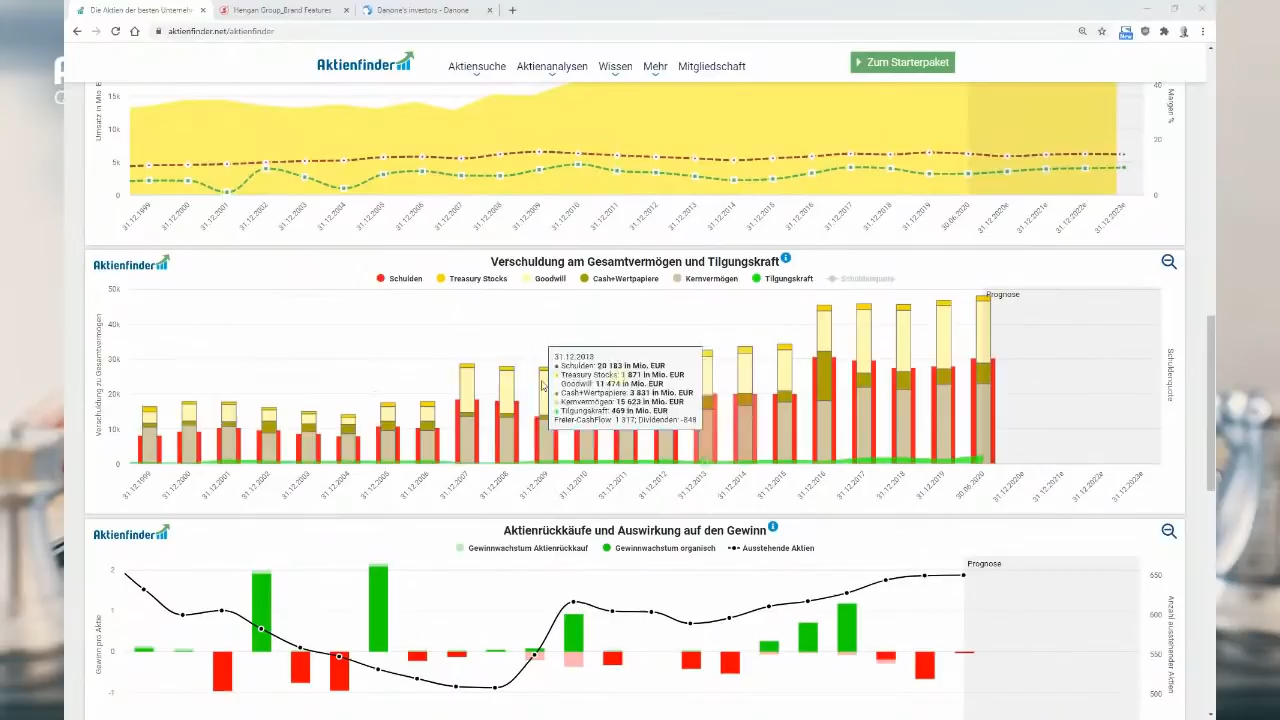 Die Aktien der besten Unternehm
Hengan Group_Brand Features
Danone's investors - Danone
aktienfinder.net/aktienfinder
New
Aktienfinder
Aktiensuche
Aktienanalysen
Wissen
Mehr
Mitgliedschaft
Zum Starterpaket
Umsatz in Mio. E
15k
10k
5k
0
40
20
0
Margen %
31.12.1999
31.12.2000
31.12.2001
31.12.2002
31.12.2003
31.12.2004
31.12.2005
31.12.2006
31.12.2007
31.12.2008
31.12.2009
31.12.2010
31.12.2011
31.12.2012
31.12.2013
31.12.2014
31.12.2015
31.12.2016
31.12.2017
31.12.2018
31.12.2019
30.06.2020
31.12.2020e
31.12.2021e
31.12.2022e
31.12.2023e
Aktienfinder
Verschuldung am Gesamtvermögen und Tilgungskraft
Schulden
Treasury Stocks
Goodwill
Cash+Wertpapiere
Kernvermögen
Tilgungskraft
Schuldenquote
Verschuldung zu Gesamtvermögen
50k
40k
30k
20k
10k
0
Prognose
Schuldenquote
31.12.2013
Schulden: 20 183 in Mio. EUR
Treasury Stocks: 1 871 in Mio. EUR
Goodwill: 11 474 in Mio. EUR
Cash+Wertpapiere: 3 831 in Mio. EUR
Kernvermögen: 15 623 in Mio. EUR
Tilgungskraft: 469 in Mio. EUR
Freier-CashFlow 1 317; Dividenden: -848
31.12.1999
31.12.2000
31.12.2001
31.12.2002
31.12.2003
31.12.2004
31.12.2005
31.12.2006
31.12.2007
31.12.2008
31.12.2009
31.12.2010
31.12.2011
31.12.2012
31.12.2013
31.12.2014
31.12.2015
31.12.2016
31.12.2017
31.12.2018
31.12.2019
30.06.2020
31.12.2020e
31.12.2021e
31.12.2022e
31.12.2023e
Aktienfinder
Aktienrückkäufe und Auswirkung auf den Gewinn
Gewinnwachstum Aktienrückkauf
Gewinnwachstum organisch
Ausstehende Aktien
Gewinn pro Aktie
2
1
0
-1
Prognose
650
600
550
500
Anzahl ausstehender Aktien